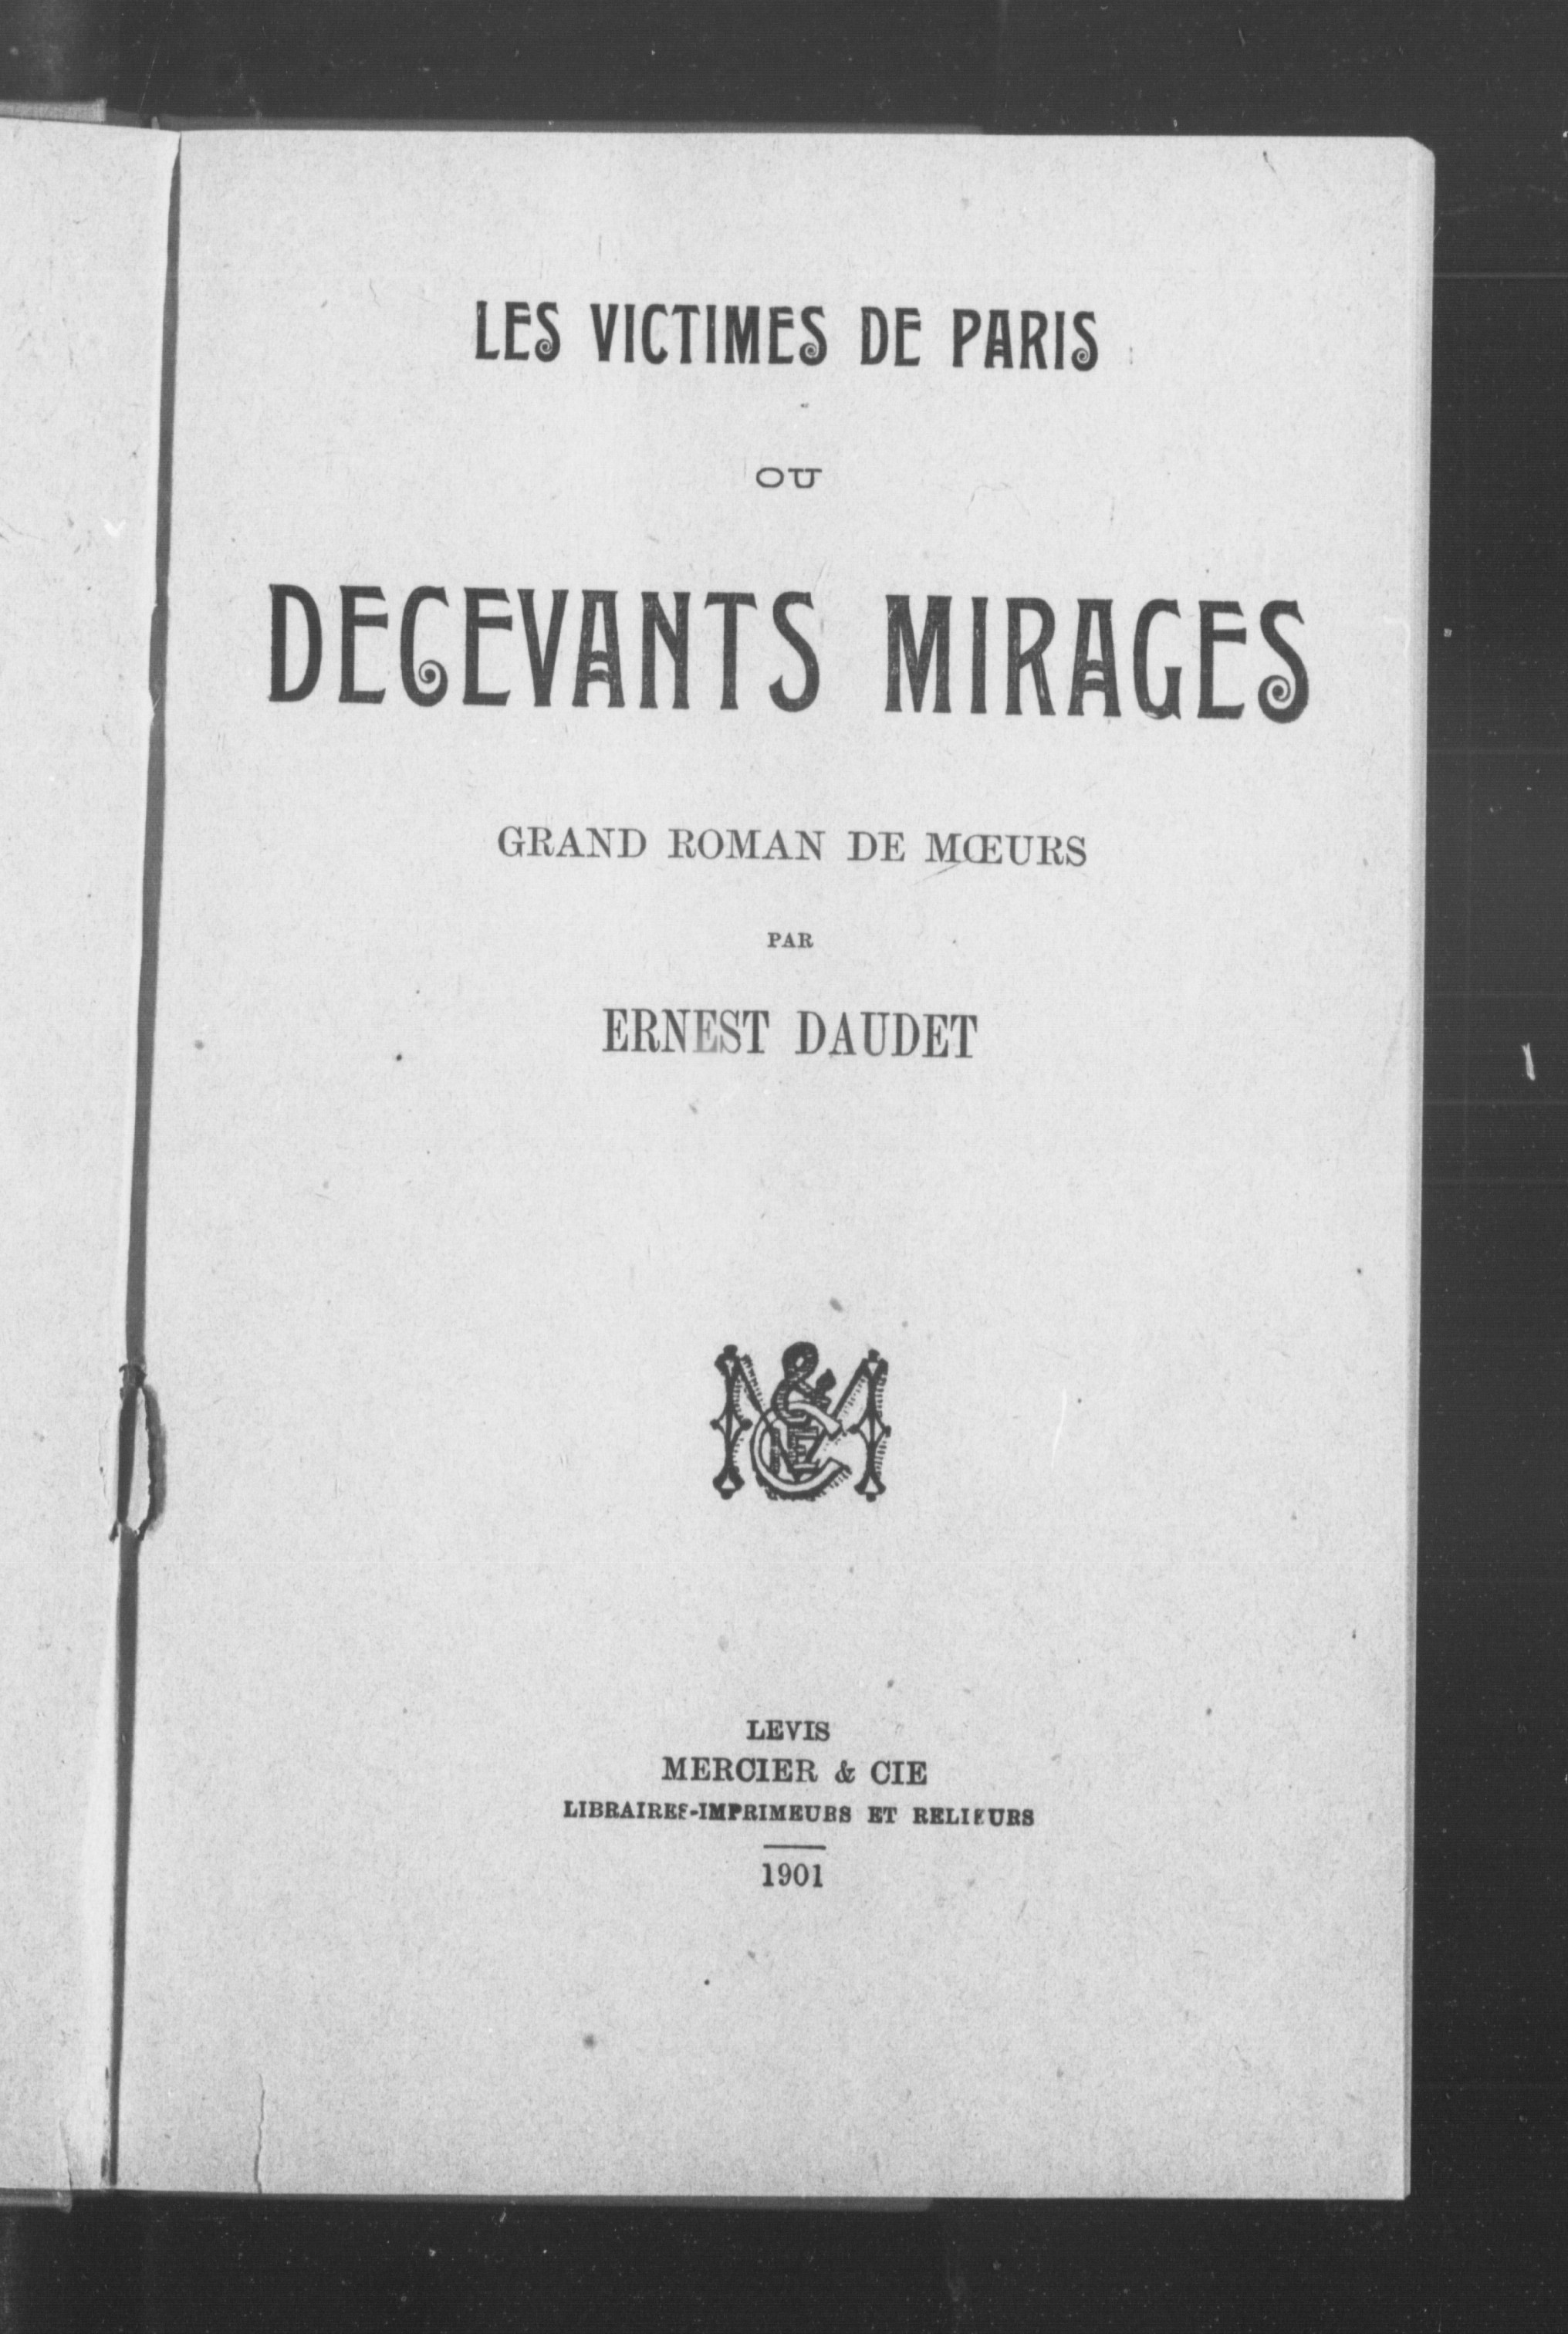 LES VICTIMES DE PARIS
OU
DECEVANTS MIRAGES
GRAND ROMAN DE MŒURS
PAR
ERNEST DAUDET
LEVIS
MERCIER & CIE
LIBRAIRES-IMPRIMEURS ET RELIEURS
1901